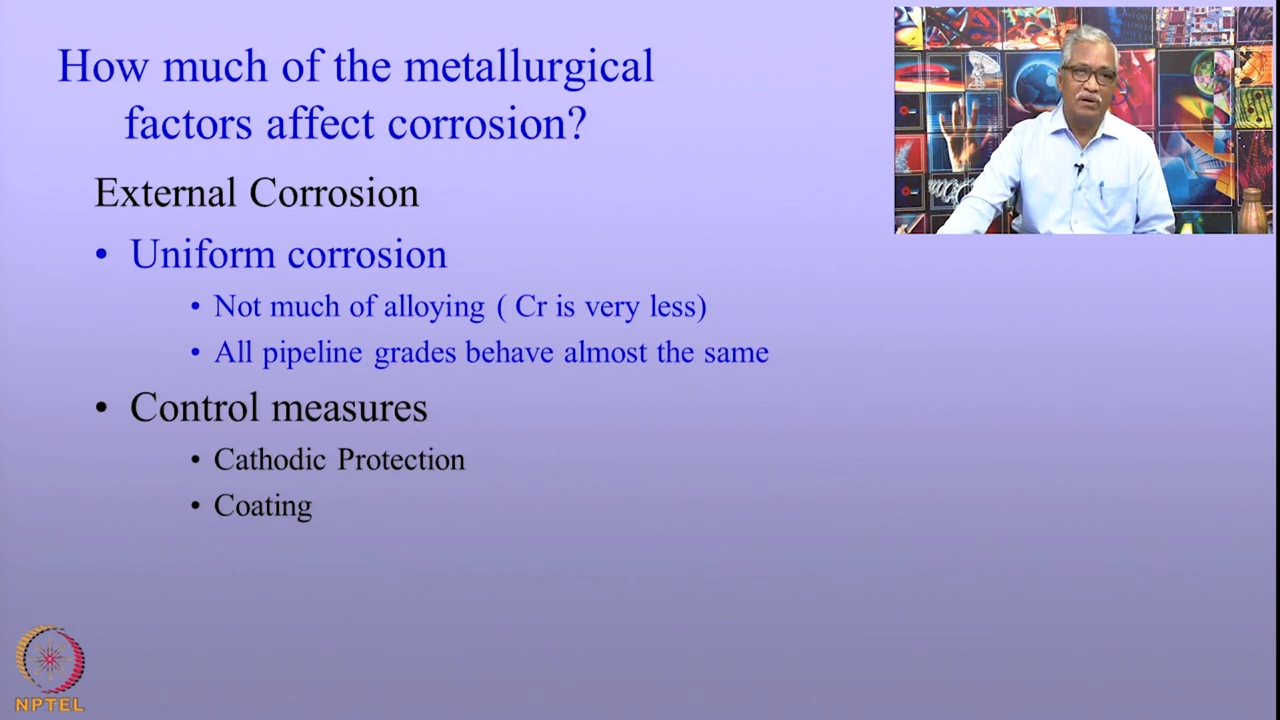 How much of the metallurgical
factors affect corrosion?
External Corrosion
• Uniform corrosion
• Not much of alloying ( Cr is very less)
• All pipeline grades behave almost the same
• Control measures
• Cathodic Protection
• Coating
NPTEL